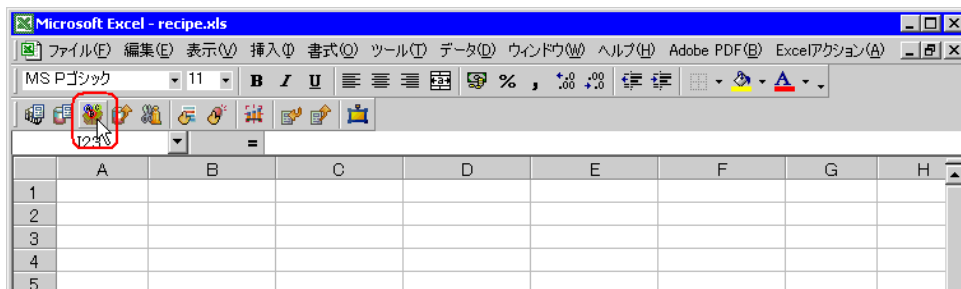 Microsoft Excel - recipe.xls
ファイル(F) 編集(E) 表示(V) 挿入(I) 書式(O) ツール(T) データ(D) ウィンドウ(W) ヘルプ(H) Adobe PDF(B) Excelアクション(A)
MS Pゴシック 11 B I U % ,
J23
=
A B C D E F G H
1
2
3
4
5